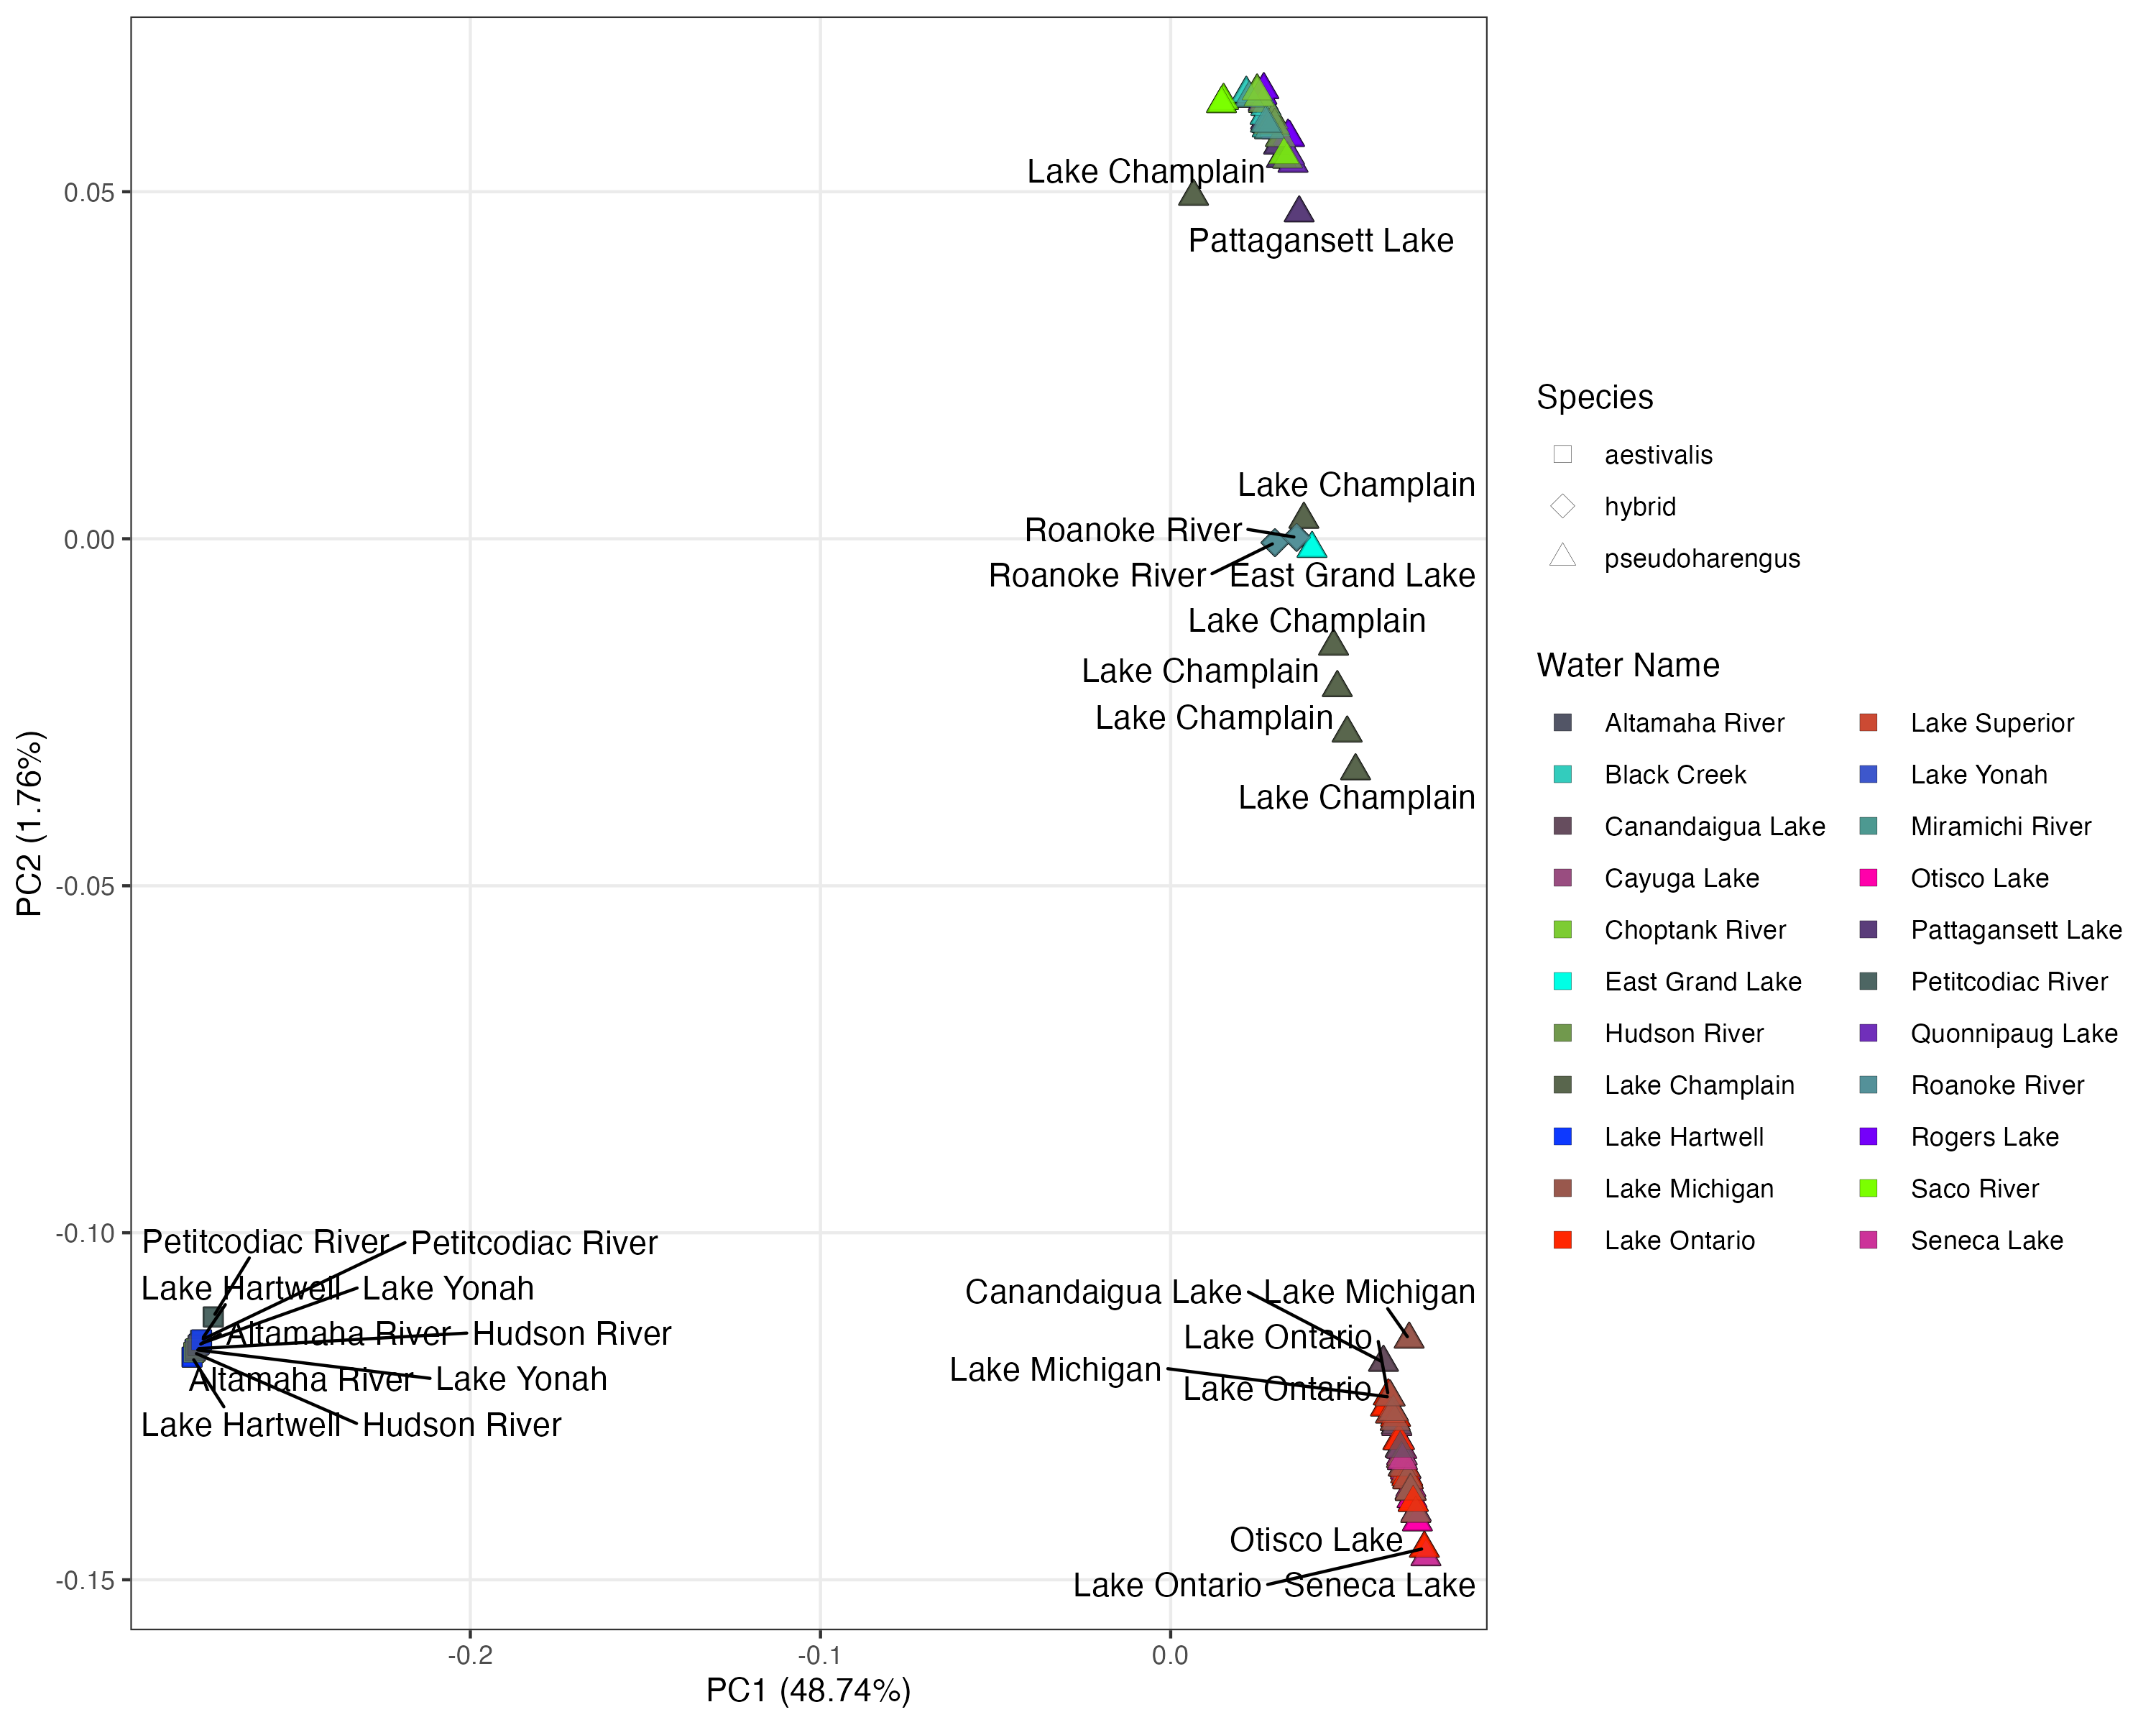 0.05
0.00
-0.05
-0.10
-0.15
PC2 (1.76%)
Lake Champlain
Pattagansett Lake
Lake Champlain
Roanoke River
Roanoke River
East Grand Lake
Lake Champlain
Lake Champlain
Lake Champlain
Lake Champlain
Petitcodiac River
Petitcodiac River
Lake Hartwell
Lake Yonah
Altamaha River
Hudson River
Altamaha River
Lake Yonah
Lake Hartwell
Hudson River
Canandaigua Lake
Lake Michigan
Lake Ontario
Lake Michigan
Lake Ontario
Otisco Lake
Lake Ontario
Seneca Lake
-0.2
-0.1
0.0
PC1 (48.74%)
Species
aestivalis
hybrid
pseudoharengus
Water Name
Altamaha River
Black Creek
Canandaigua Lake
Cayuga Lake
Choptank River
East Grand Lake
Hudson River
Lake Champlain
Lake Hartwell
Lake Michigan
Lake Ontario
Lake Superior
Lake Yonah
Miramichi River
Otisco Lake
Pattagansett Lake
Petitcodiac River
Quonnipaug Lake
Roanoke River
Rogers Lake
Saco River
Seneca Lake